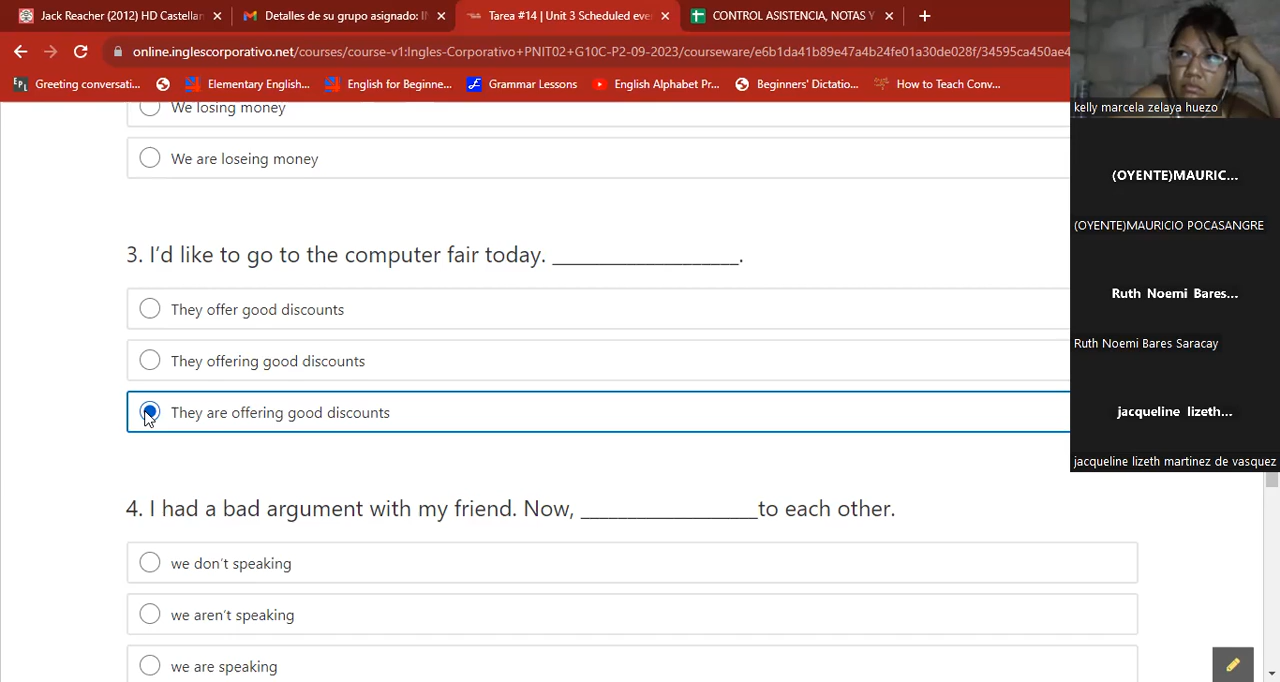 Jack Reacher (2012) HD Castellan
Detalles de su grupo asignado: IN
Tarea #14 | Unit 3 Scheduled eve
CONTROL ASISTENCIA, NOTAS Y
online.inglescorporativo.net/courses/course-v1:Ingles-Corporativo+PNIT02+G10C-P2-09-2023/courseware/e6b1da41b89e47a4b24fe01a30de028f/34595ca450ae4
Greeting conversati...
Elementary English...
English for Beginne...
Grammar Lessons
English Alphabet Pr...
Beginners' Dictatio...
How to Teach Conv...
We losing money
We are loseing money
3. I'd like to go to the computer fair today. ___________________.
They offer good discounts
They offering good discounts
They are offering good discounts
4. I had a bad argument with my friend. Now, __________________to each other.
we don't speaking
we aren't speaking
we are speaking
kelly marcela zelaya huezo
(OYENTE)MAURIC...
(OYENTE)MAURICIO POCASANGRE
Ruth Noemi Bares...
Ruth Noemi Bares Saracay
jacqueline lizeth...
jacqueline lizeth martinez de vasquez